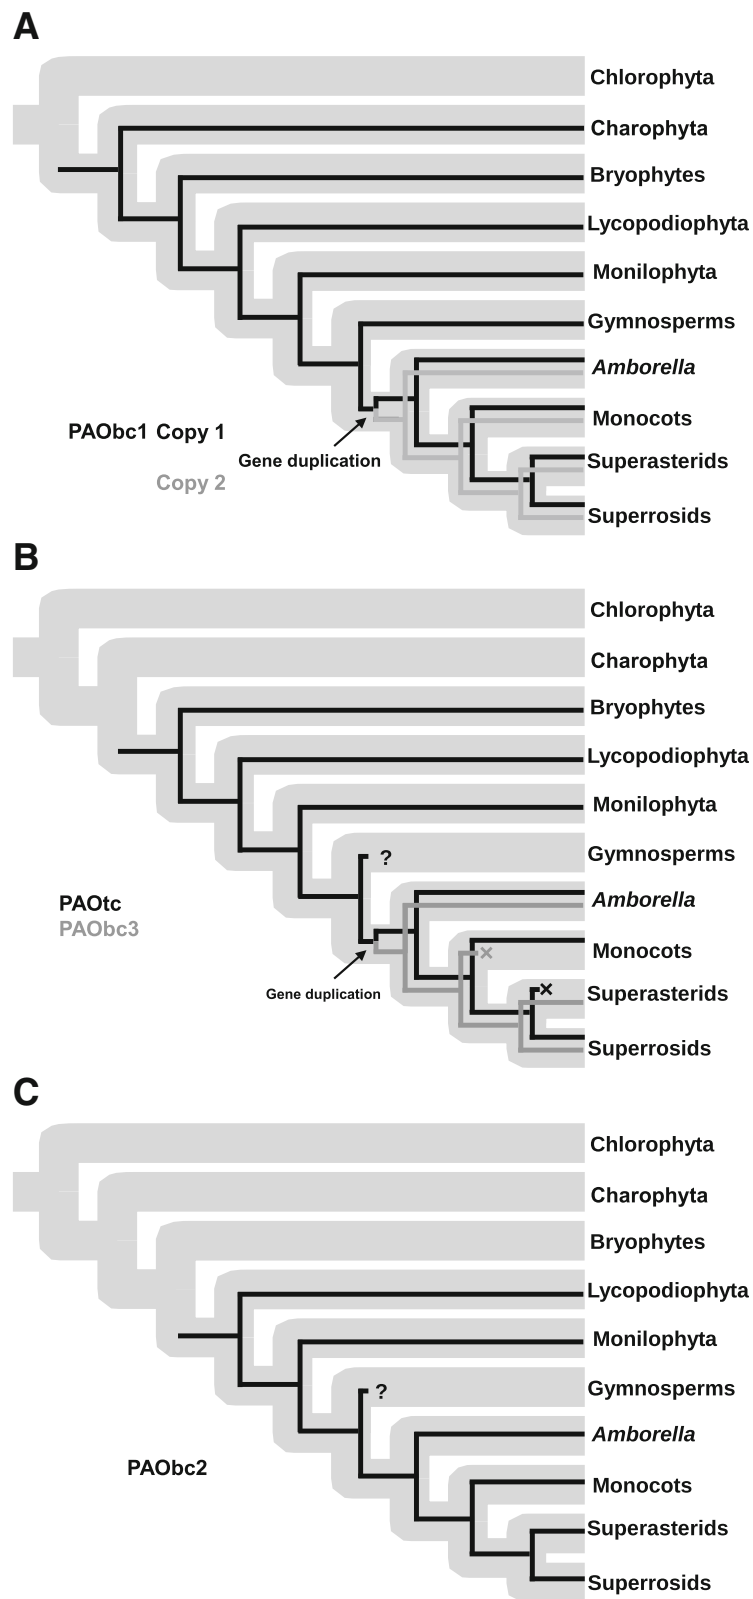 A
Chlorophyta
Charophyta
Bryophytes
Lycopodiophyta
Monilophyta
Gymnosperms
Amborella
Monocots
PAObc1 Copy 1
Gene duplication
Superasterids
Copy 2
Superrosids
B
Chlorophyta
Charophyta
Bryophytes
Lycopodiophyta
Monilophyta
? Gymnosperms
PAOtc
Amborella
PAObc3
Monocots
×
Gene duplication
× Superasterids
Superrosids
C
Chlorophyta
Charophyta
Bryophytes
Lycopodiophyta
Monilophyta
? Gymnosperms
Amborella
PAObc2
Monocots
Superasterids
Superrosids